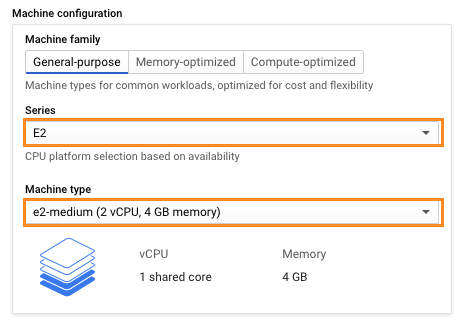 Machine configuration
Machine family
General-purpose Memory-optimized Compute-optimized
Machine types for common workloads, optimized for cost and flexibility
Series
E2
CPU platform selection based on availability
Machine type
e2-medium (2 vCPU, 4 GB memory)
vCPU Memory
1 shared core 4 GB